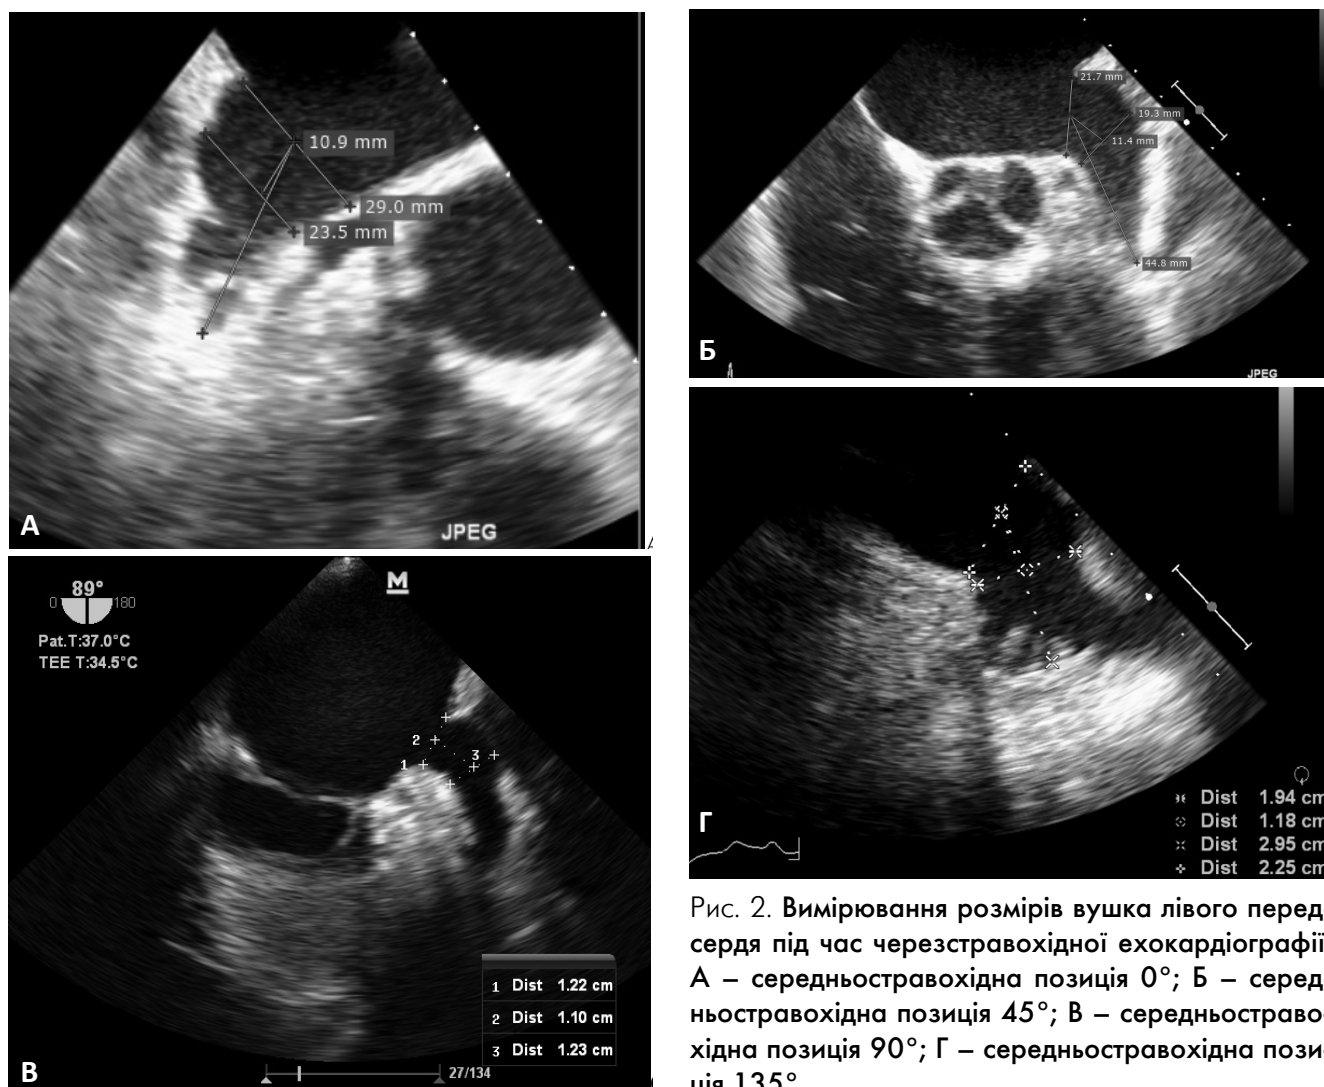 10.9 mm
29.0 mm
23.5 mm
А
JPEG
21.7 mm
19.3 mm
11.4 mm
44.8 mm
Б
JPEG
89°
0 180
Pat.T:37.0°C
TEE T:34.5°C
M
2
3
1
1 Dist 1.22 cm
2 Dist 1.10 cm
3 Dist 1.23 cm
27/134
В
Г
Dist 1.94 cm
Dist 1.18 cm
Dist 2.95 cm
Dist 2.25 cm
Рис. 2. Вимірювання розмірів вушка лівого перед
сердя під час черезстравохідної ехокардіографії
А – середньостравохідна позиція 0°; Б – серед
ньостравохідна позиція 45°; В – середньостраво
хідна позиція 90°; Г – середньостравохідна пози
ція 135°